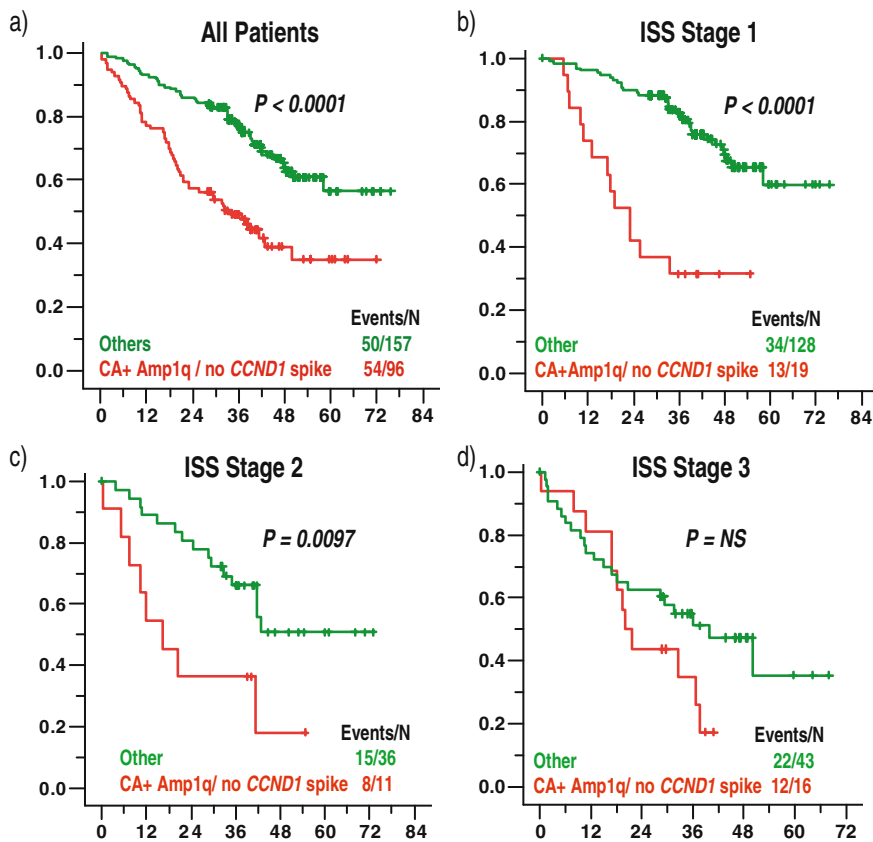 a)
All Patients
1.0
0.8
0.6
0.4
0.2
0.0
P < 0.0001
Events/N
Others 50/157
CA+ Amp1q / no CCND1 spike 54/96
0 12 24 36 48 60 72 84
b)
ISS Stage 1
1.0
0.8
0.6
0.4
0.2
0.0
P < 0.0001
Events/N
Other 34/128
CA+Amp1q/ no CCND1 spike 13/19
0 12 24 36 48 60 72 84
c)
ISS Stage 2
1.0
0.8
0.6
0.4
0.2
0.0
P = 0.0097
Events/N
Other 15/36
CA+ Amp1q/ no CCND1 spike 8/11
0 12 24 36 48 60 72 84
d)
ISS Stage 3
1.0
0.8
0.6
0.4
0.2
0.0
P = NS
Events/N
Other 22/43
CA+ Amp1q/ no CCND1 spike 12/16
0 12 24 36 48 60 72